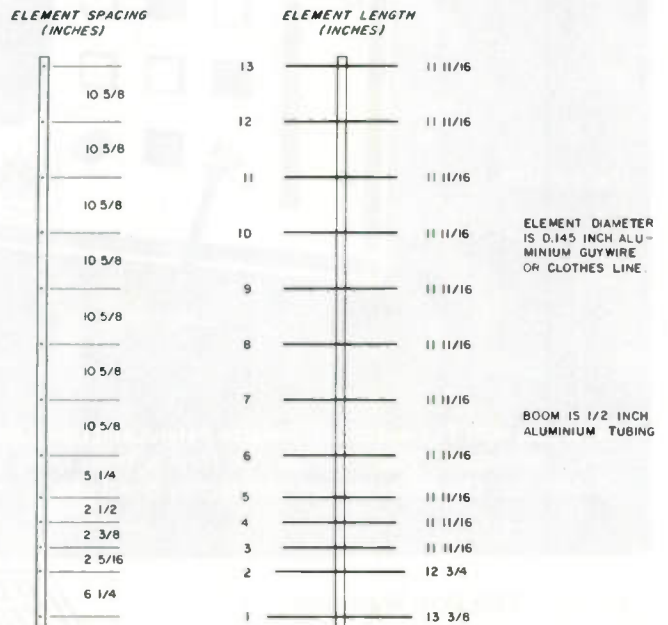 ELEMENT SPACING
(INCHES)
10 5/8
10 5/8
10 5/8
10 5/8
10 5/8
10 5/8
10 5/8
5 1/4
2 1/2
2 3/8
2 5/16
6 1/4
ELEMENT LENGTH
(INCHES)
13 11 11/16
12 11 11/16
11 11 11/16
10 11 11/16
9 11 11/16
8 11 11/16
7 11 11/16
6 11 11/16
5 11 11/16
4 11 11/16
3 11 11/16
2 12 3/4
1 13 3/8
ELEMENT DIAMETER
IS 0.145 INCH ALU-
MINIUM GUYWIRE
OR CLOTHES LINE.
BOOM IS 1/2 INCH
ALUMINIUM TUBING